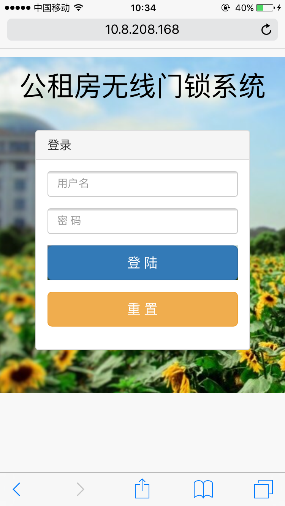 中国移动 10:34 40%
10.8.208.168
公租房无线门锁系统
登录
用户名
密 码
登 陆
重 置